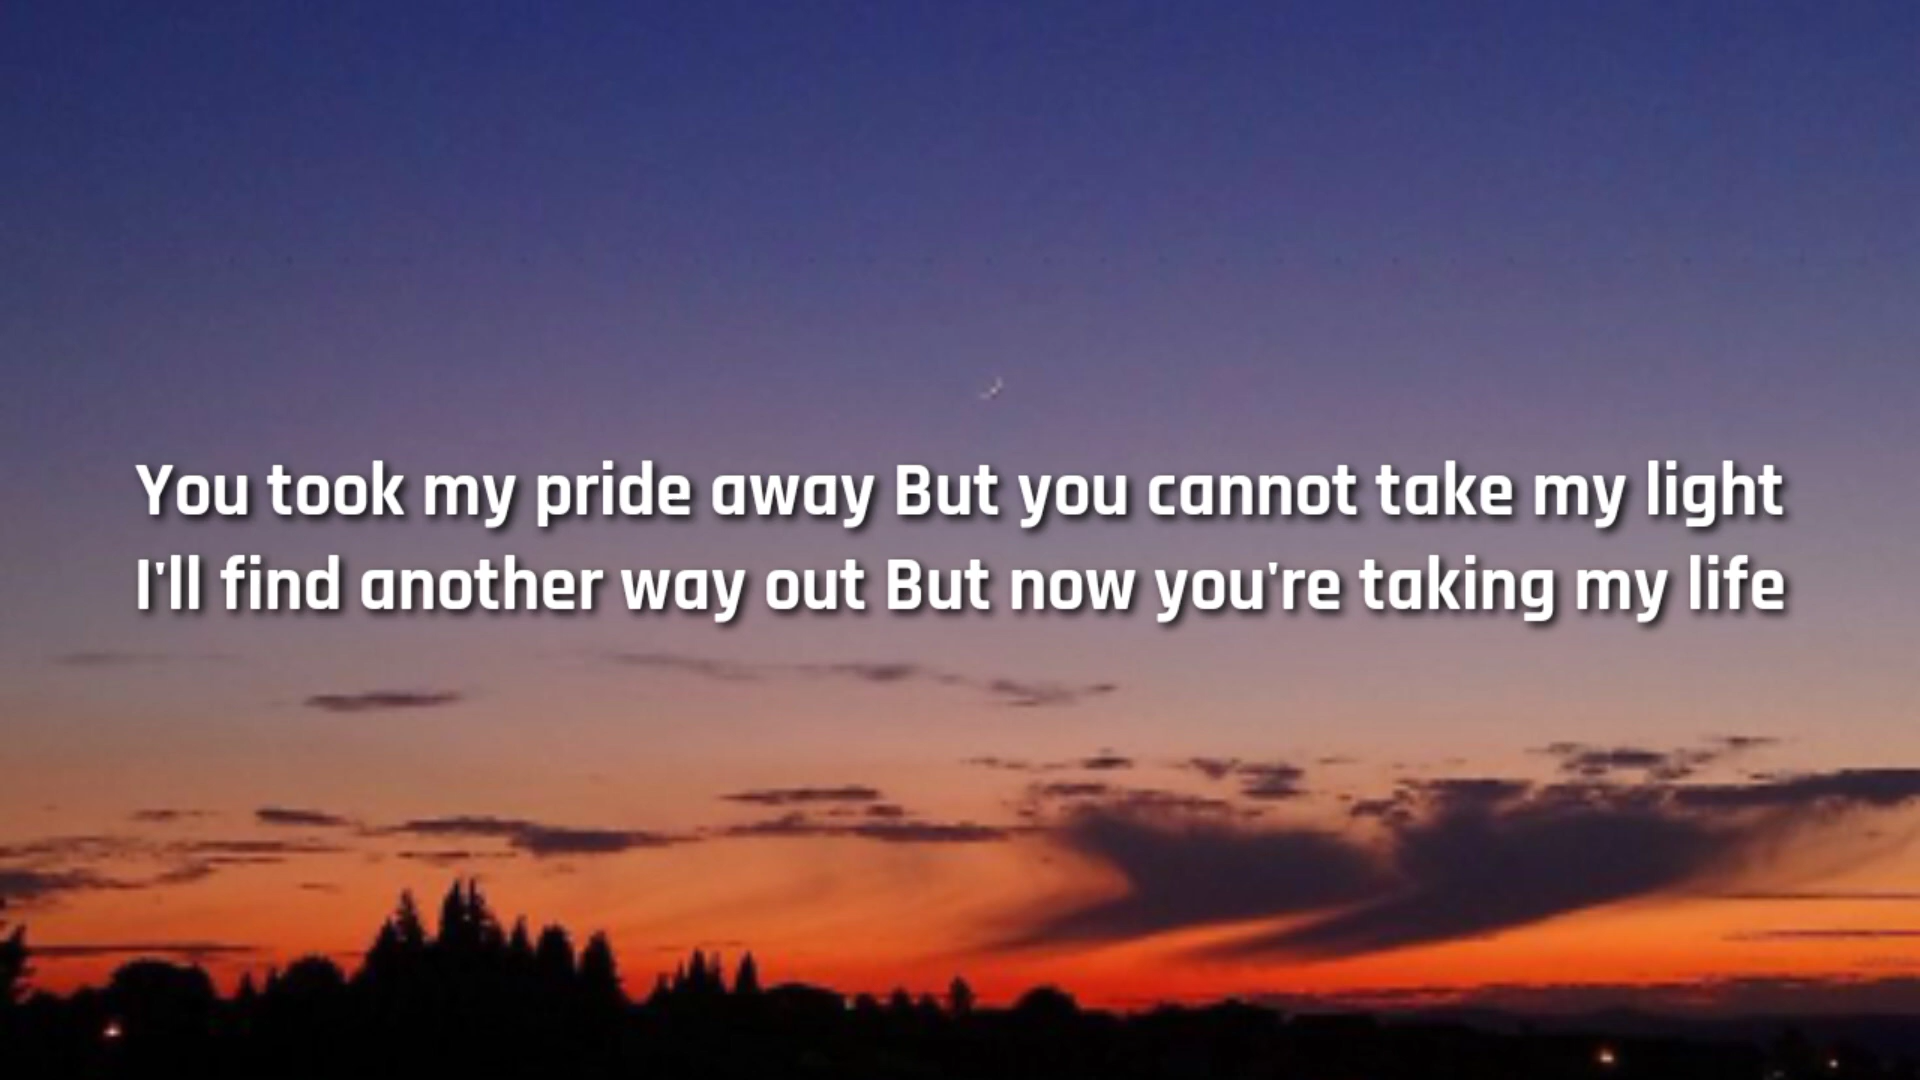 You took my pride away But you cannot take my light
I'll find another way out But now you're taking my life